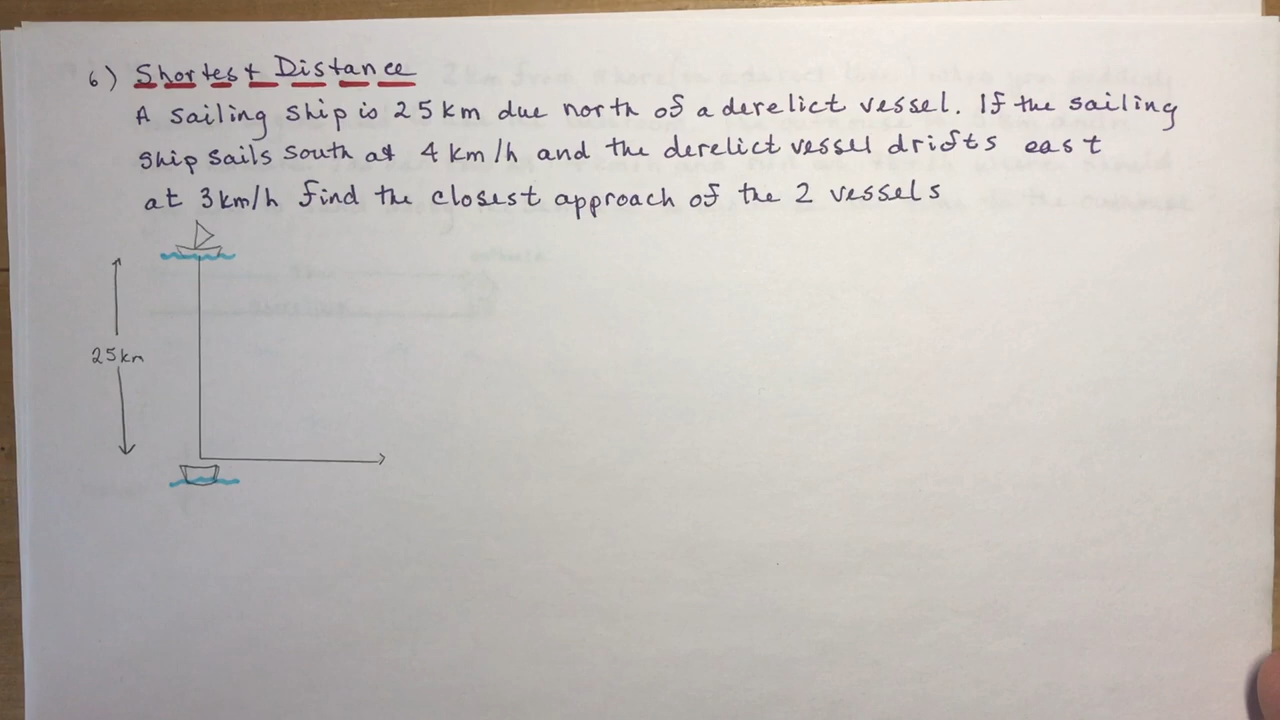 6) Shortest Distance
A sailing ship is 25 km due north of a derelict vessel. If the sailing
ship sails south at 4 km/h and the derelict vessel drifts east
at 3km/h find the closest approach of the 2 vessels
25km